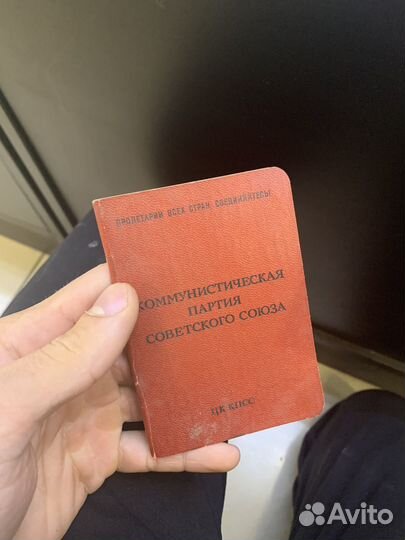 ПРОЛЕТАРИИ ВСЕХ СТРАН, СОЕДИНЯЙТЕСЬ!
КОММУНИСТИЧЕСКАЯ
ПАРТИЯ
СОВЕТСКОГО СОЮЗА
ЦК КПСС
Avito